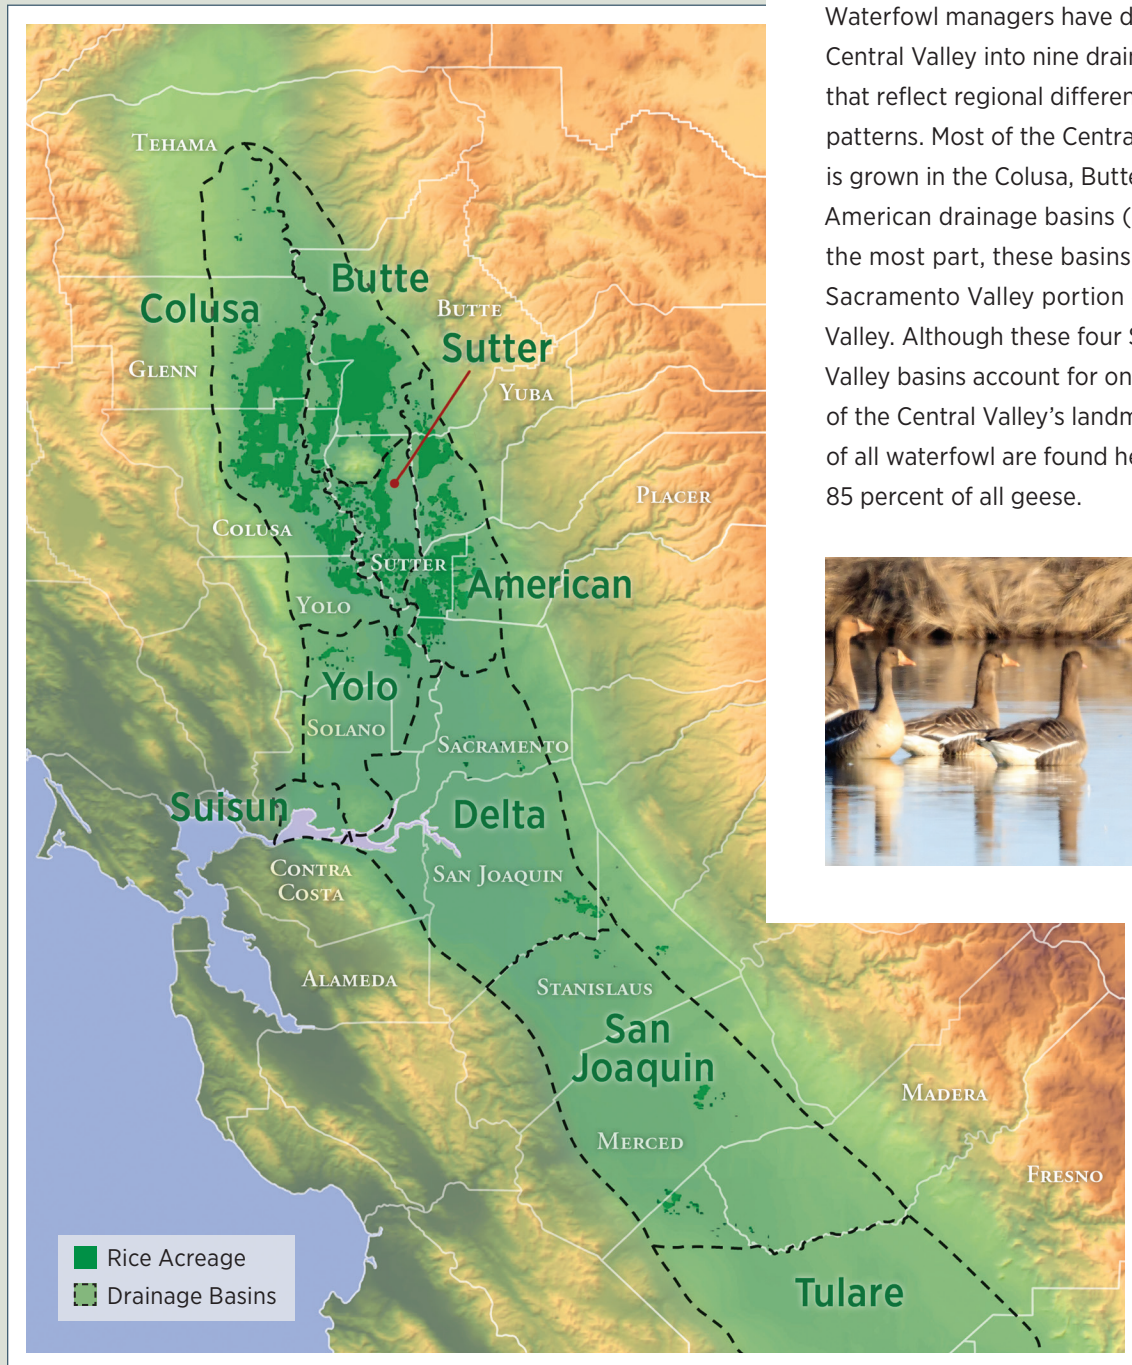 Waterfowl managers have d
Central Valley into nine drain
that reflect regional differen
patterns. Most of the Centra
is grown in the Colusa, Butte
American drainage basins (
the most part, these basins
Sacramento Valley portion
Valley. Although these four S
Valley basins account for on
of the Central Valley's landm
of all waterfowl are found he
85 percent of all geese.
TEHAMA
Butte
Colusa
BUTTE
Sutter
GLENN
YUBA
PLACER
COLUSA
SUTTER
American
YOLO
Yolo
SOLANO
SACRAMENTO
Suisun
Delta
CONTRA
COSTA
SAN JOAQUIN
ALAMEDA
STANISLAUS
San
Joaquin
MADERA
MERCED
FRESNO
Tulare
Rice Acreage
Drainage Basins